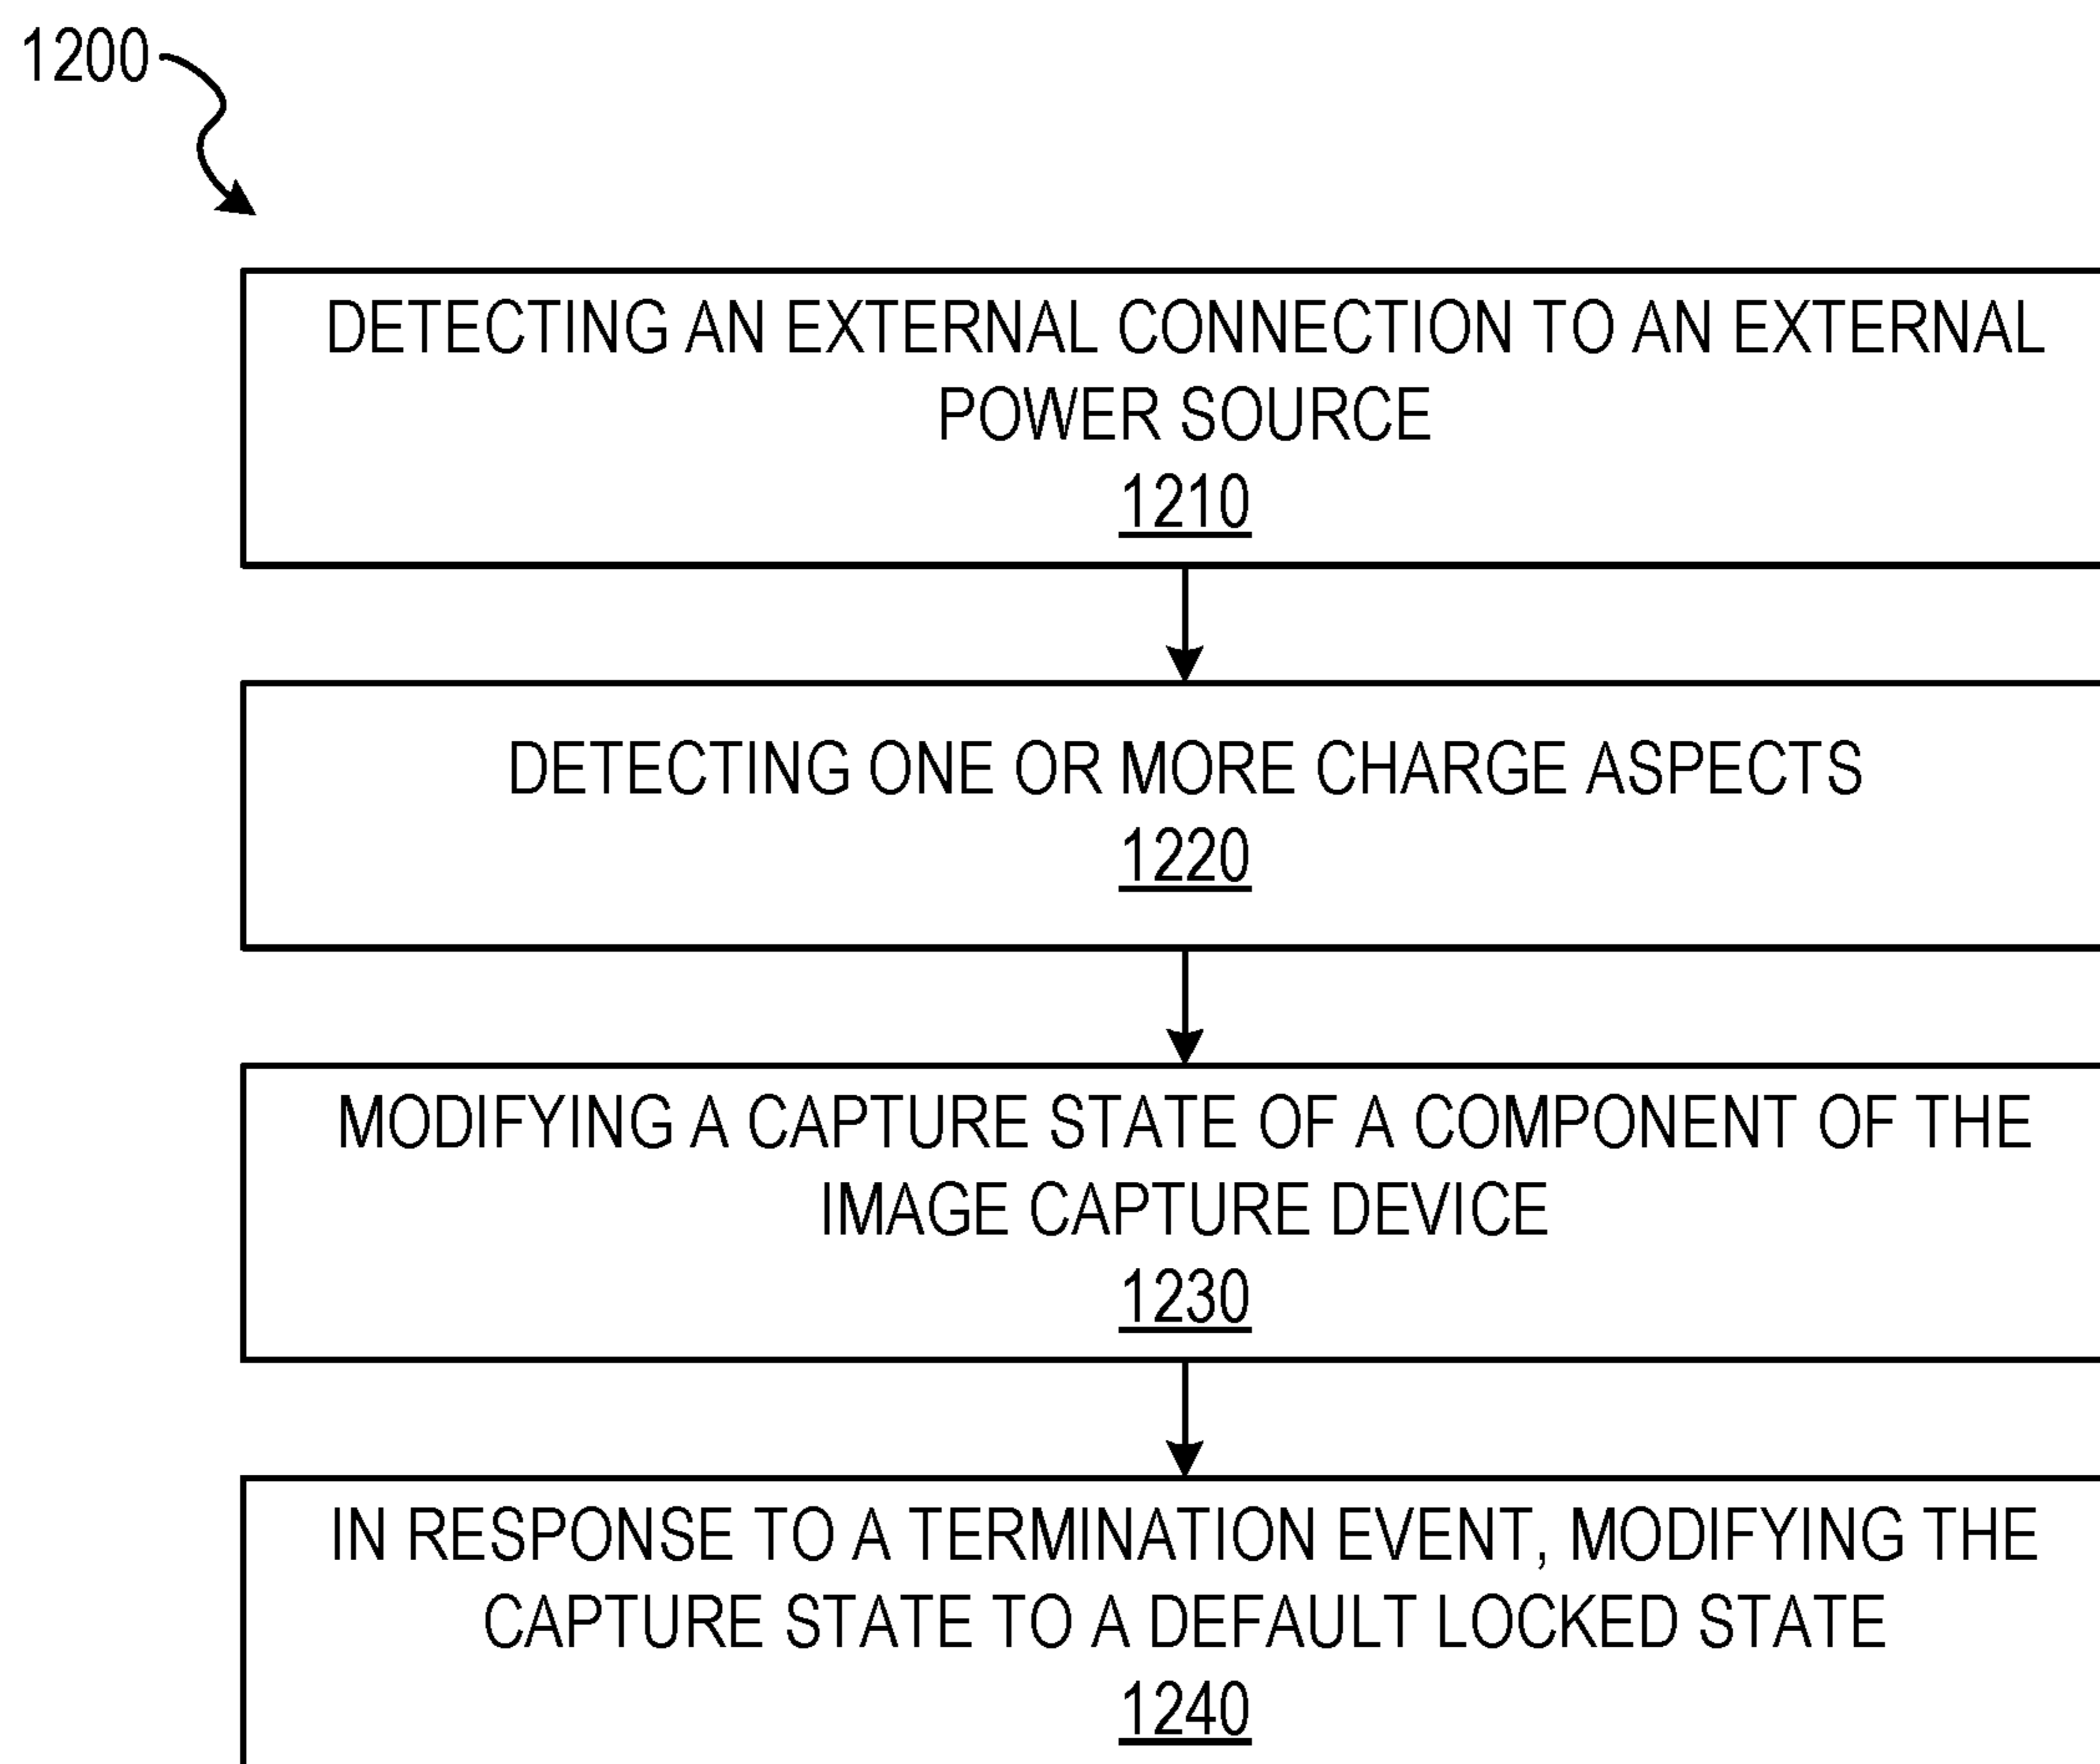 1200
DETECTING AN EXTERNAL CONNECTION TO AN EXTERNAL
POWER SOURCE
1210
DETECTING ONE OR MORE CHARGE ASPECTS
1220
MODIFYING A CAPTURE STATE OF A COMPONENT OF THE
IMAGE CAPTURE DEVICE
1230
IN RESPONSE TO A TERMINATION EVENT, MODIFYING THE
CAPTURE STATE TO A DEFAULT LOCKED STATE
1240